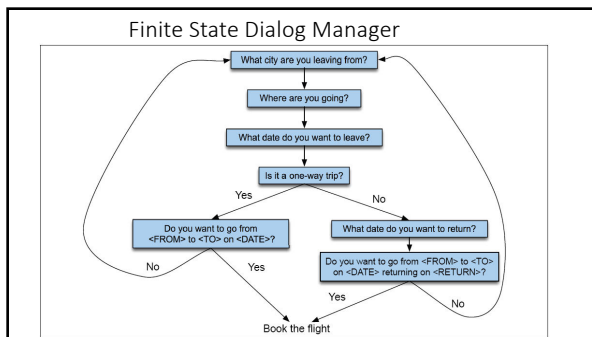 Finite State Dialog Manager
What city are you leaving from?
Where are you going?
What date do you want to leave?
Is it a one-way trip?
Yes
No
Do you want to go from
<FROM> to <TO> on <DATE>?
What date do you want to return?
Do you want to go from <FROM> to <TO>
on <DATE> returning on <RETURN>?
No
Yes
Yes
No
Book the flight